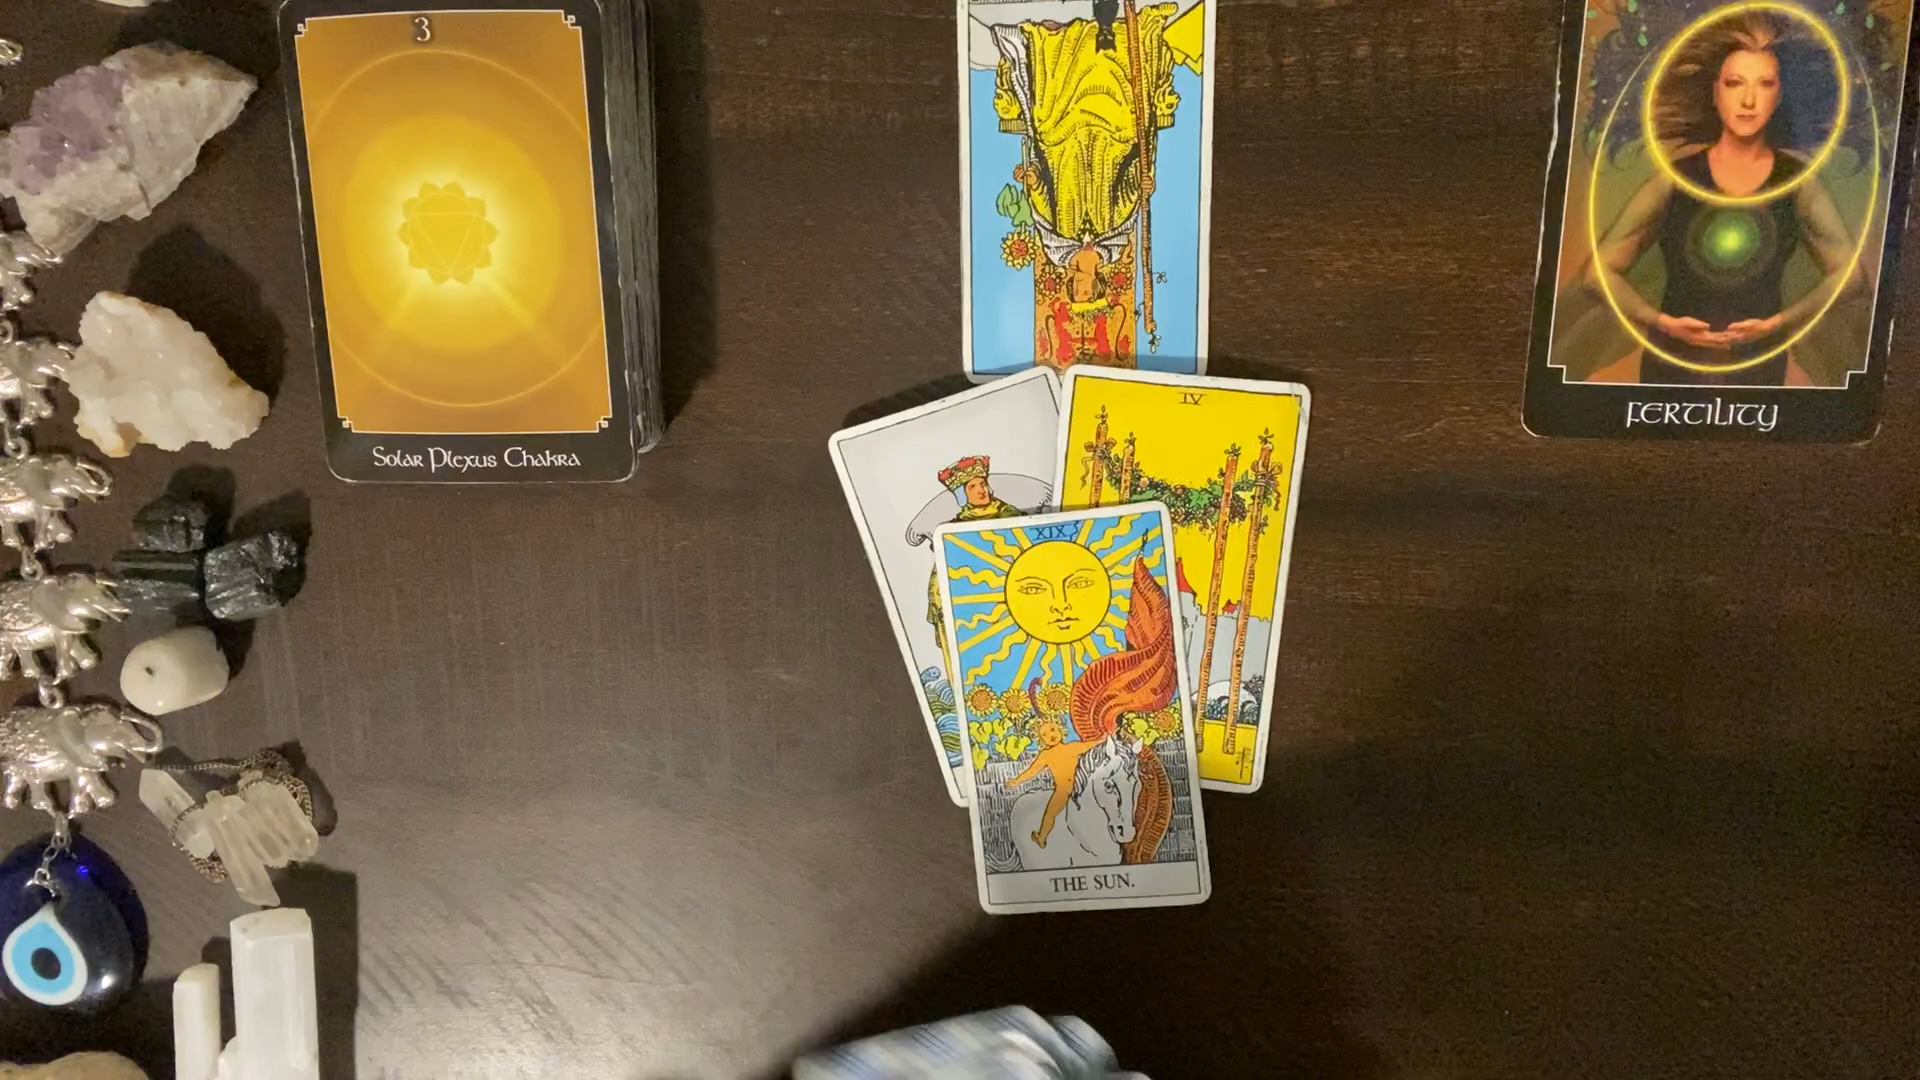 3
Solar Plexus Chakra
FERTILITY
IV
XIX
THE SUN.